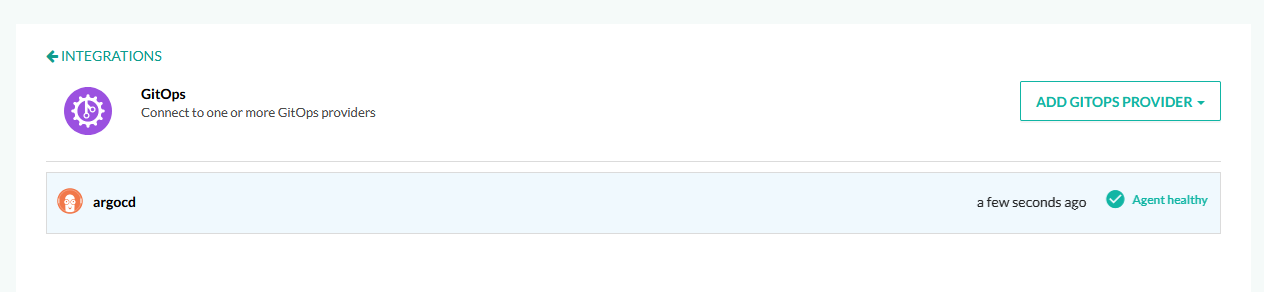 INTEGRATIONS
GitOps
Connect to one or more GitOps providers
ADD GITOPS PROVIDER
argocd
a few seconds ago
Agent healthy